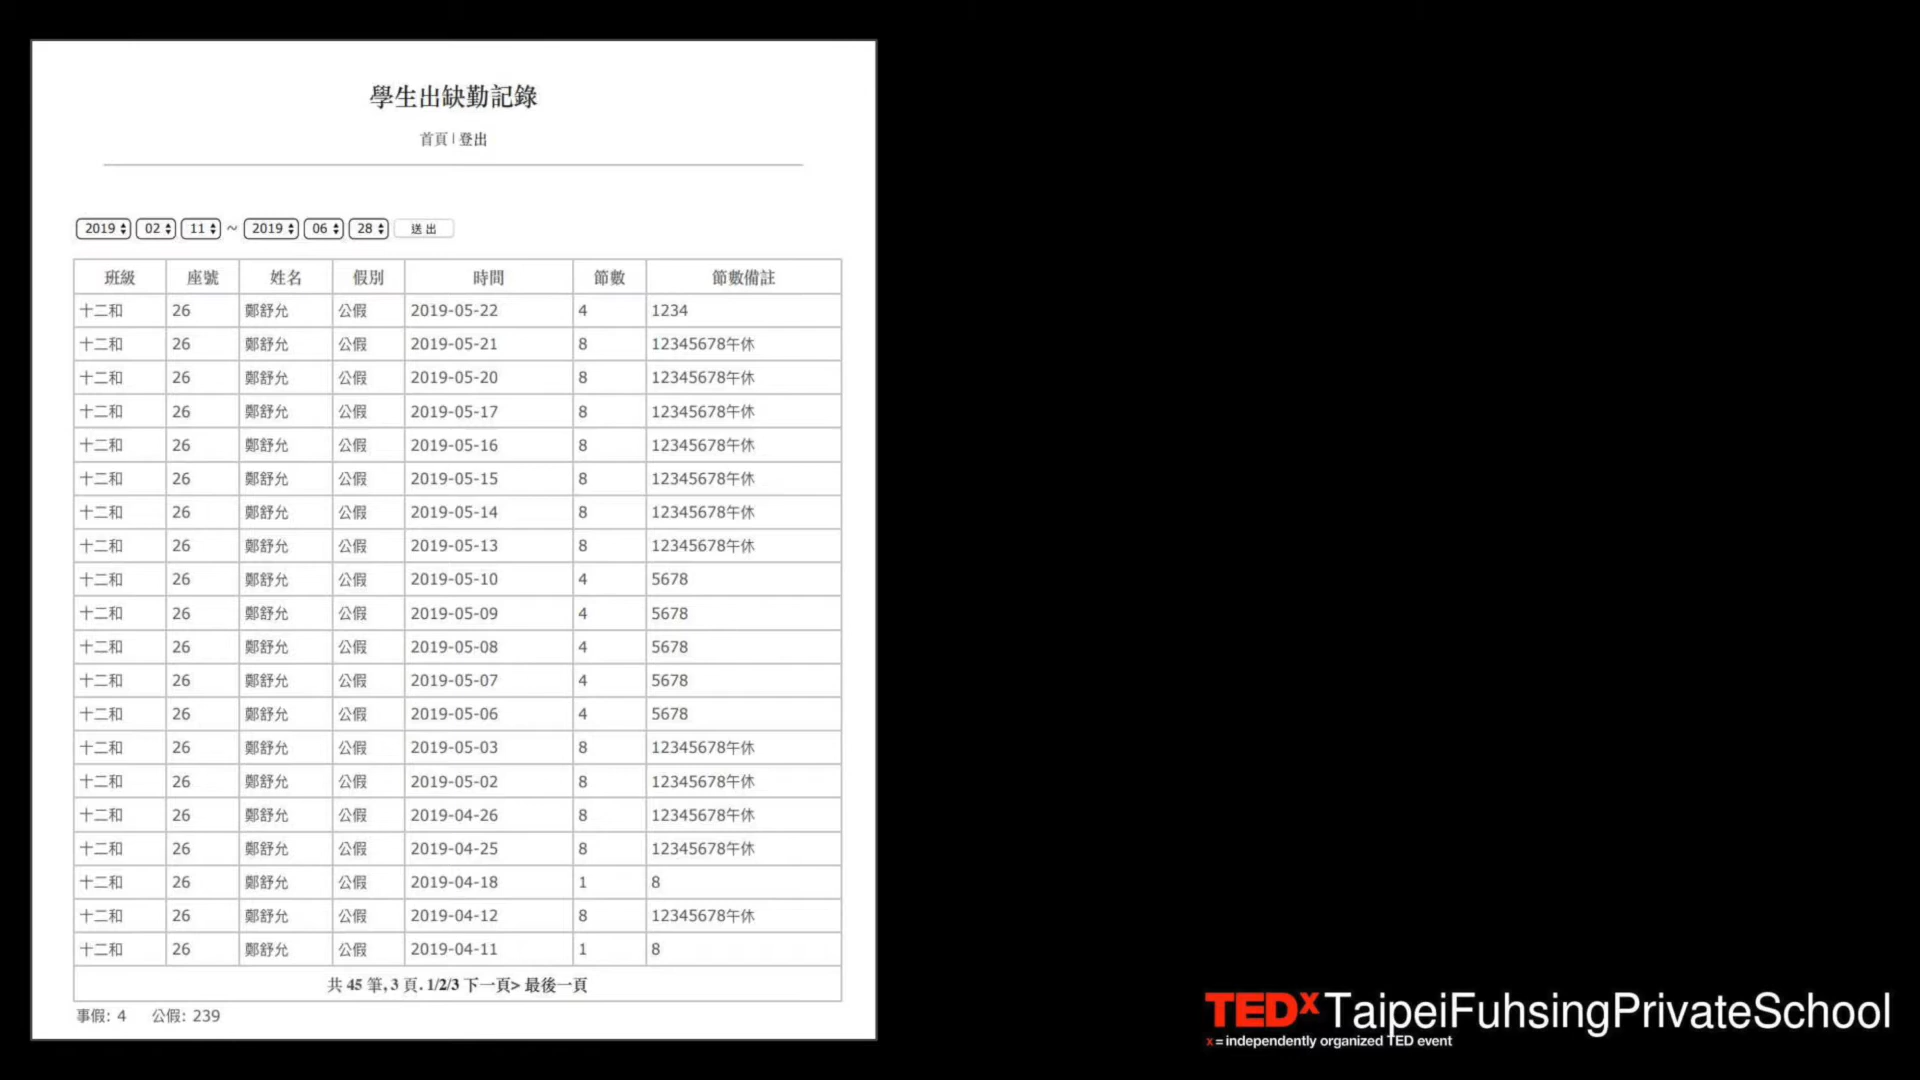 學生出缺勤記錄
首頁 | 登出
2019 02 11 ~ 2019 06 28 送出
班級 座號 姓名 假別 時間 節數 節數備註
十二和 26 鄭舒允 公假 2019-05-22 4 1234
十二和 26 鄭舒允 公假 2019-05-21 8 12345678午休
十二和 26 鄭舒允 公假 2019-05-20 8 12345678午休
十二和 26 鄭舒允 公假 2019-05-17 8 12345678午休
十二和 26 鄭舒允 公假 2019-05-16 8 12345678午休
十二和 26 鄭舒允 公假 2019-05-15 8 12345678午休
十二和 26 鄭舒允 公假 2019-05-14 8 12345678午休
十二和 26 鄭舒允 公假 2019-05-13 8 12345678午休
十二和 26 鄭舒允 公假 2019-05-10 4 5678
十二和 26 鄭舒允 公假 2019-05-09 4 5678
十二和 26 鄭舒允 公假 2019-05-08 4 5678
十二和 26 鄭舒允 公假 2019-05-07 4 5678
十二和 26 鄭舒允 公假 2019-05-06 4 5678
十二和 26 鄭舒允 公假 2019-05-03 8 12345678午休
十二和 26 鄭舒允 公假 2019-05-02 8 12345678午休
十二和 26 鄭舒允 公假 2019-04-26 8 12345678午休
十二和 26 鄭舒允 公假 2019-04-25 8 12345678午休
十二和 26 鄭舒允 公假 2019-04-18 1 8
十二和 26 鄭舒允 公假 2019-04-12 8 12345678午休
十二和 26 鄭舒允 公假 2019-04-11 1 8
共 45 筆, 3 頁. 1/2/3 下一頁> 最後一頁
事假: 4 公假: 239
TEDx TaipeiFuhsingPrivateSchool
x = independently organized TED event